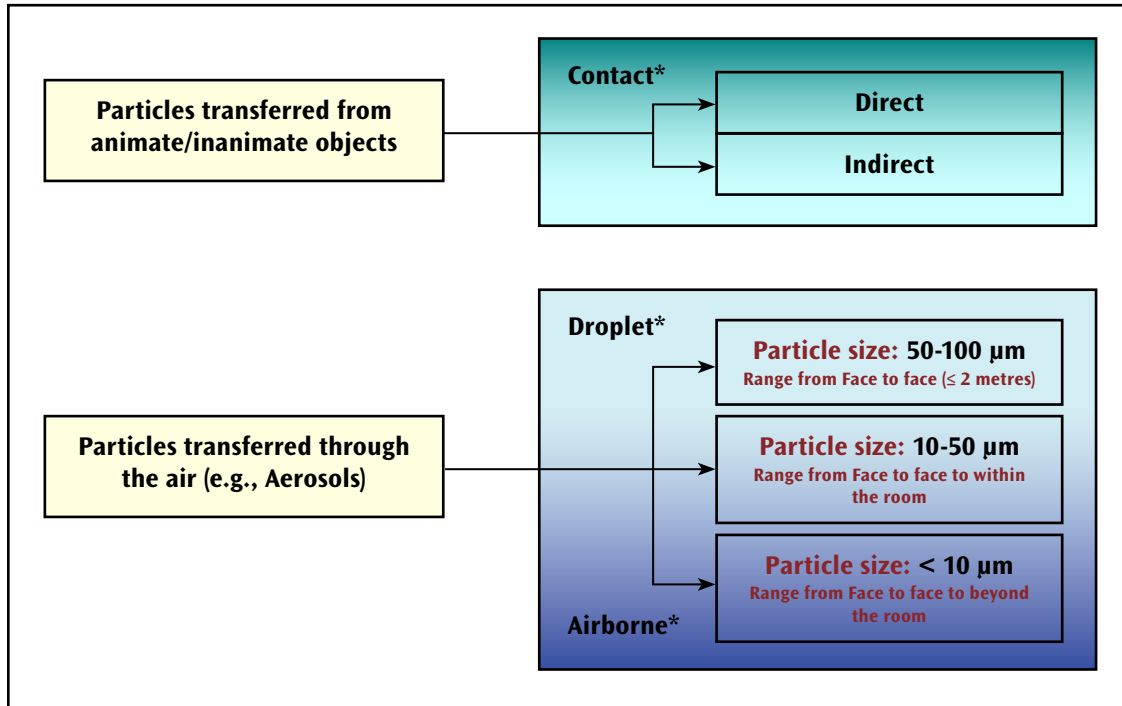 Contact*
Particles transferred from
animate/inanimate objects
Direct
Indirect
Droplet*
Particle size: 50-100 µm
Range from Face to face (≤ 2 metres)
Particles transferred through
the air (e.g., Aerosols)
Particle size: 10-50 µm
Range from Face to face to within
the room
Particle size: < 10 µm
Range from Face to face to beyond
the room
Airborne*